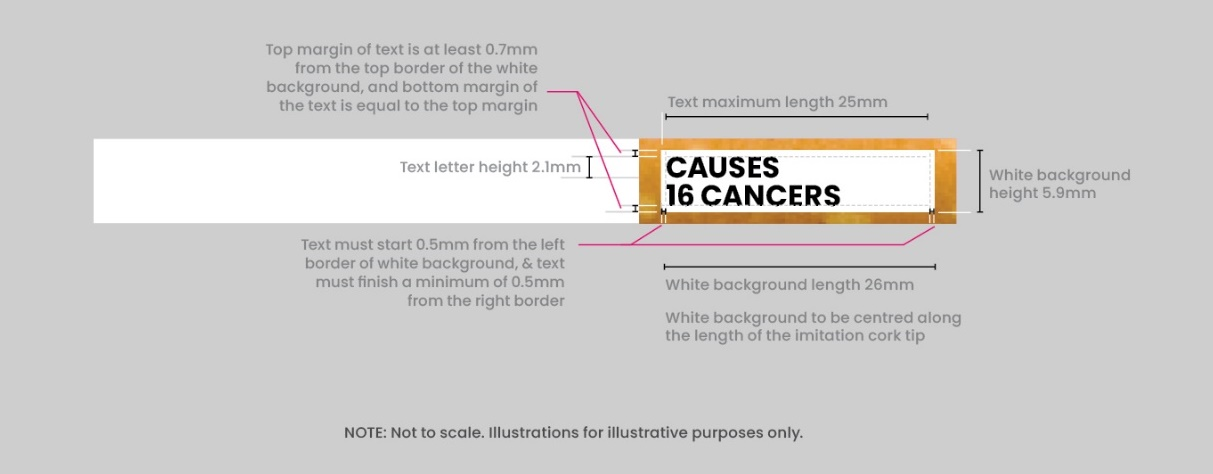 Top margin of text is at least 0.7mm
from the top border of the white
background, and bottom margin of
the text is equal to the top margin
Text maximum length 25mm
Text letter height 2.1mm
CAUSES
16 CANCERS
White background
height 5.9mm
Text must start 0.5mm from the left
border of white background, & text
must finish a minimum of 0.5mm
from the right border
White background length 26mm
White background to be centred along
the length of the imitation cork tip
NOTE: Not to scale. Illustrations for illustrative purposes only.